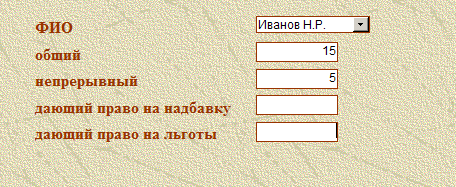 ФИО Иванов Н.Р.
общий 15
непрерывный 5
дающий право на надбавку
дающий право на льготы